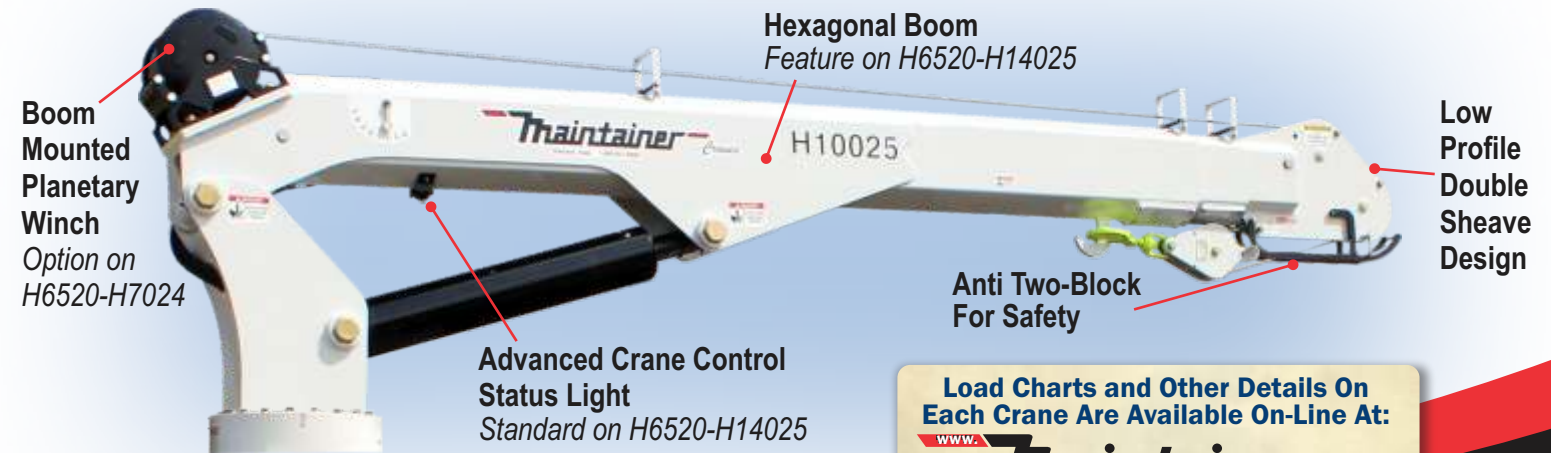 Hexagonal Boom
Feature on H6520-H14025
Boom
Mounted
Planetary
Winch
Option on
H6520-H7024
Maintainer
H10025
Low
Profile
Double
Sheave
Design
Anti Two-Block
For Safety
Advanced Crane Control
Status Light
Standard on H6520-H14025
Load Charts and Other Details On
Each Crane Are Available On-Line At:
www.